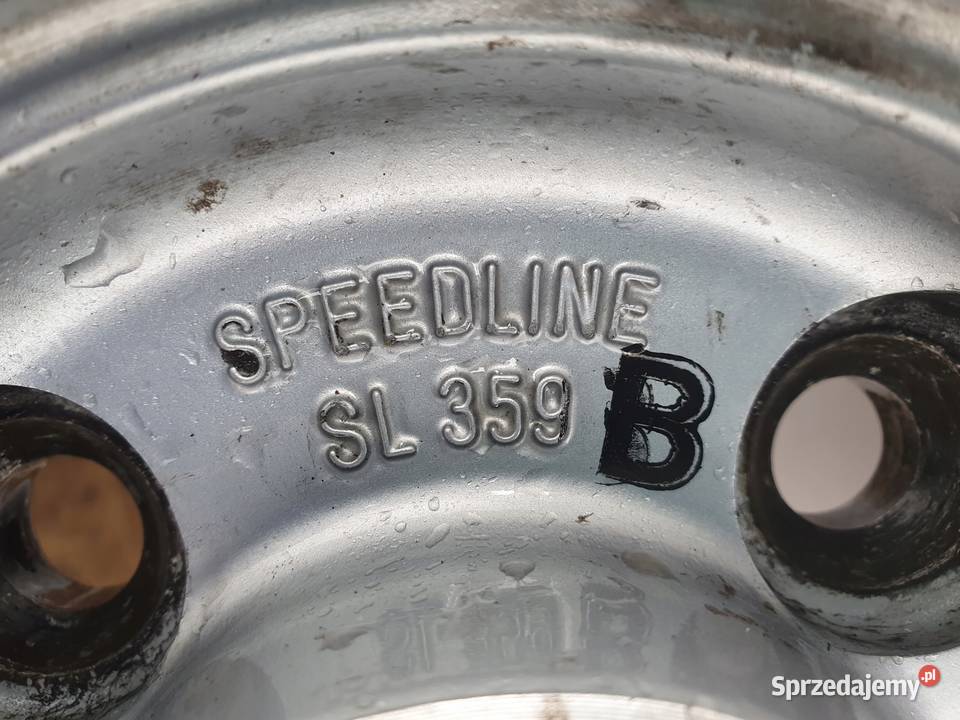 SPEEDLINE
SL 359 B
Sprzedajemy.pl